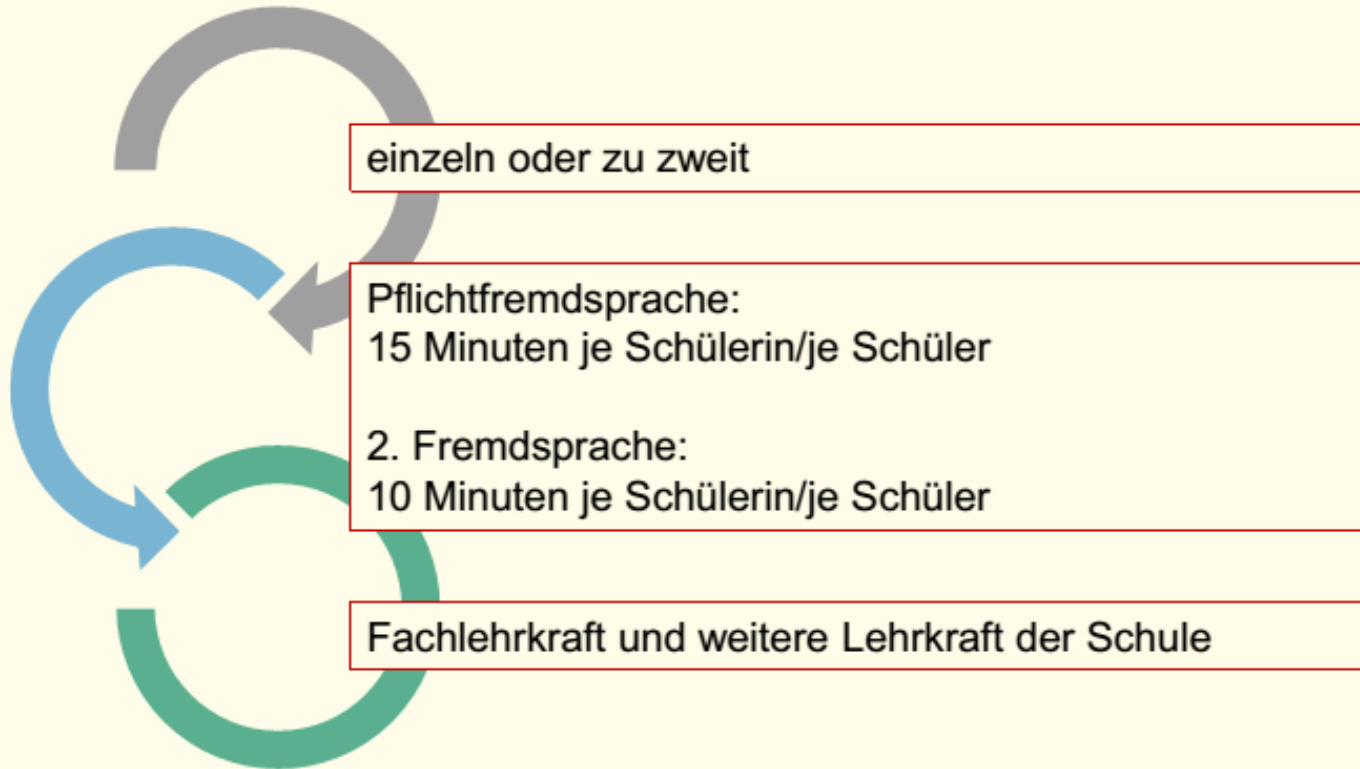 einzeln oder zu zweit
Pflichtfremdsprache:
15 Minuten je Schülerin/je Schüler
2. Fremdsprache:
10 Minuten je Schülerin/je Schüler
Fachlehrkraft und weitere Lehrkraft der Schule